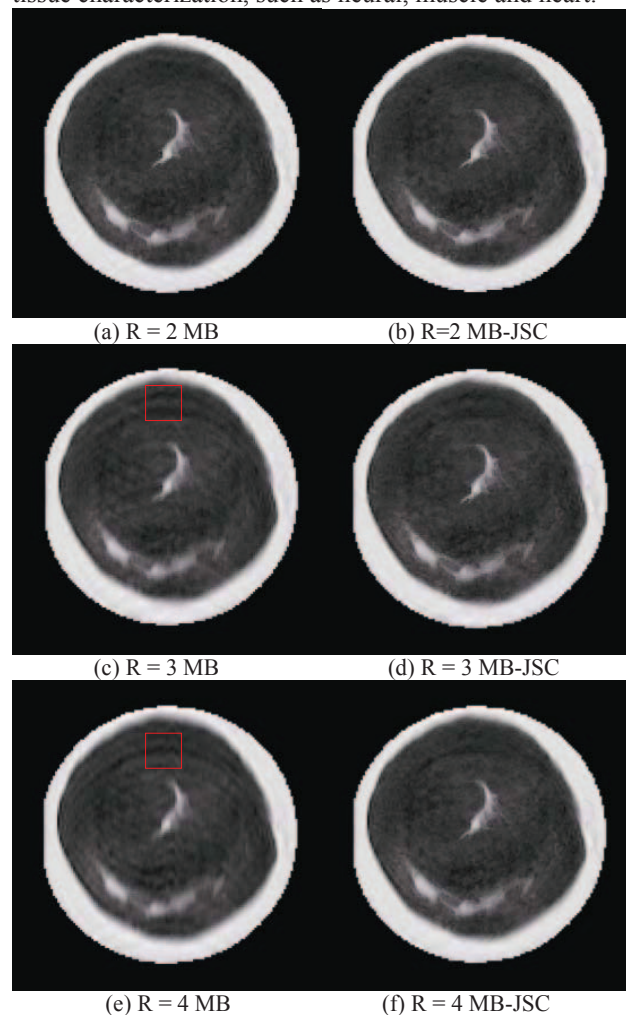 tissue characterization, such as neural, muscle and heart.
(a) R = 2 MB
(b) R=2 MB-JSC
(c) R = 3 MB
(d) R = 3 MB-JSC
(e) R = 4 MB
(f) R = 4 MB-JSC